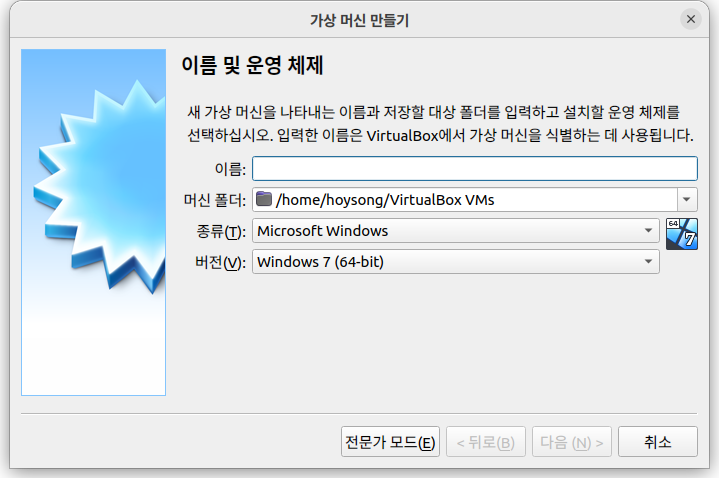 가상 머신 만들기
이름 및 운영 체제
새 가상 머신을 나타내는 이름과 저장할 대상 폴더를 입력하고 설치할 운영 체제를
선택하십시오. 입력한 이름은 VirtualBox에서 가상 머신을 식별하는 데 사용됩니다.
이름:
머신 폴더: /home/hoysong/VirtualBox VMs
종류(T): Microsoft Windows 64
버전(V): Windows 7 (64-bit) 7
전문가 모드(E) < 뒤로(B) 다음 (N) > 취소